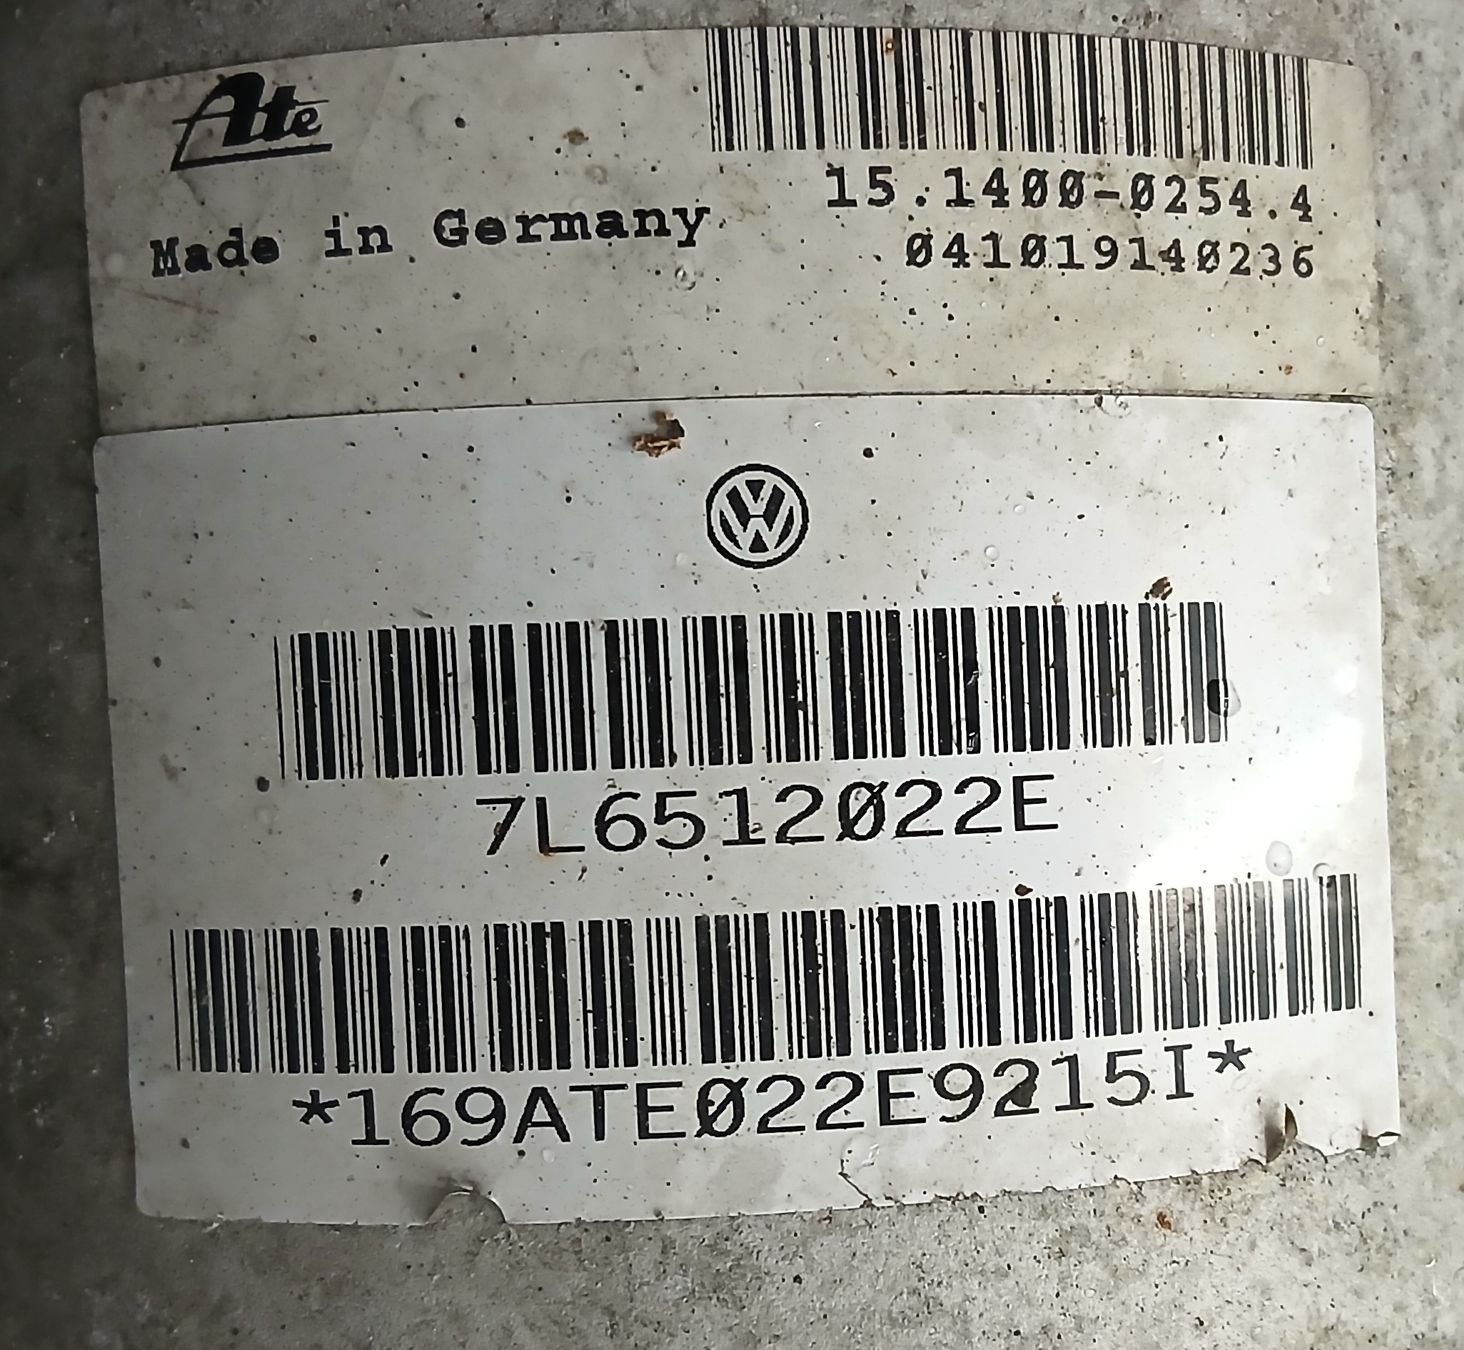 Ate
Made in Germany
15.1400-0254.4
041019140236
7L6512022E
*169ATE022E9215I*